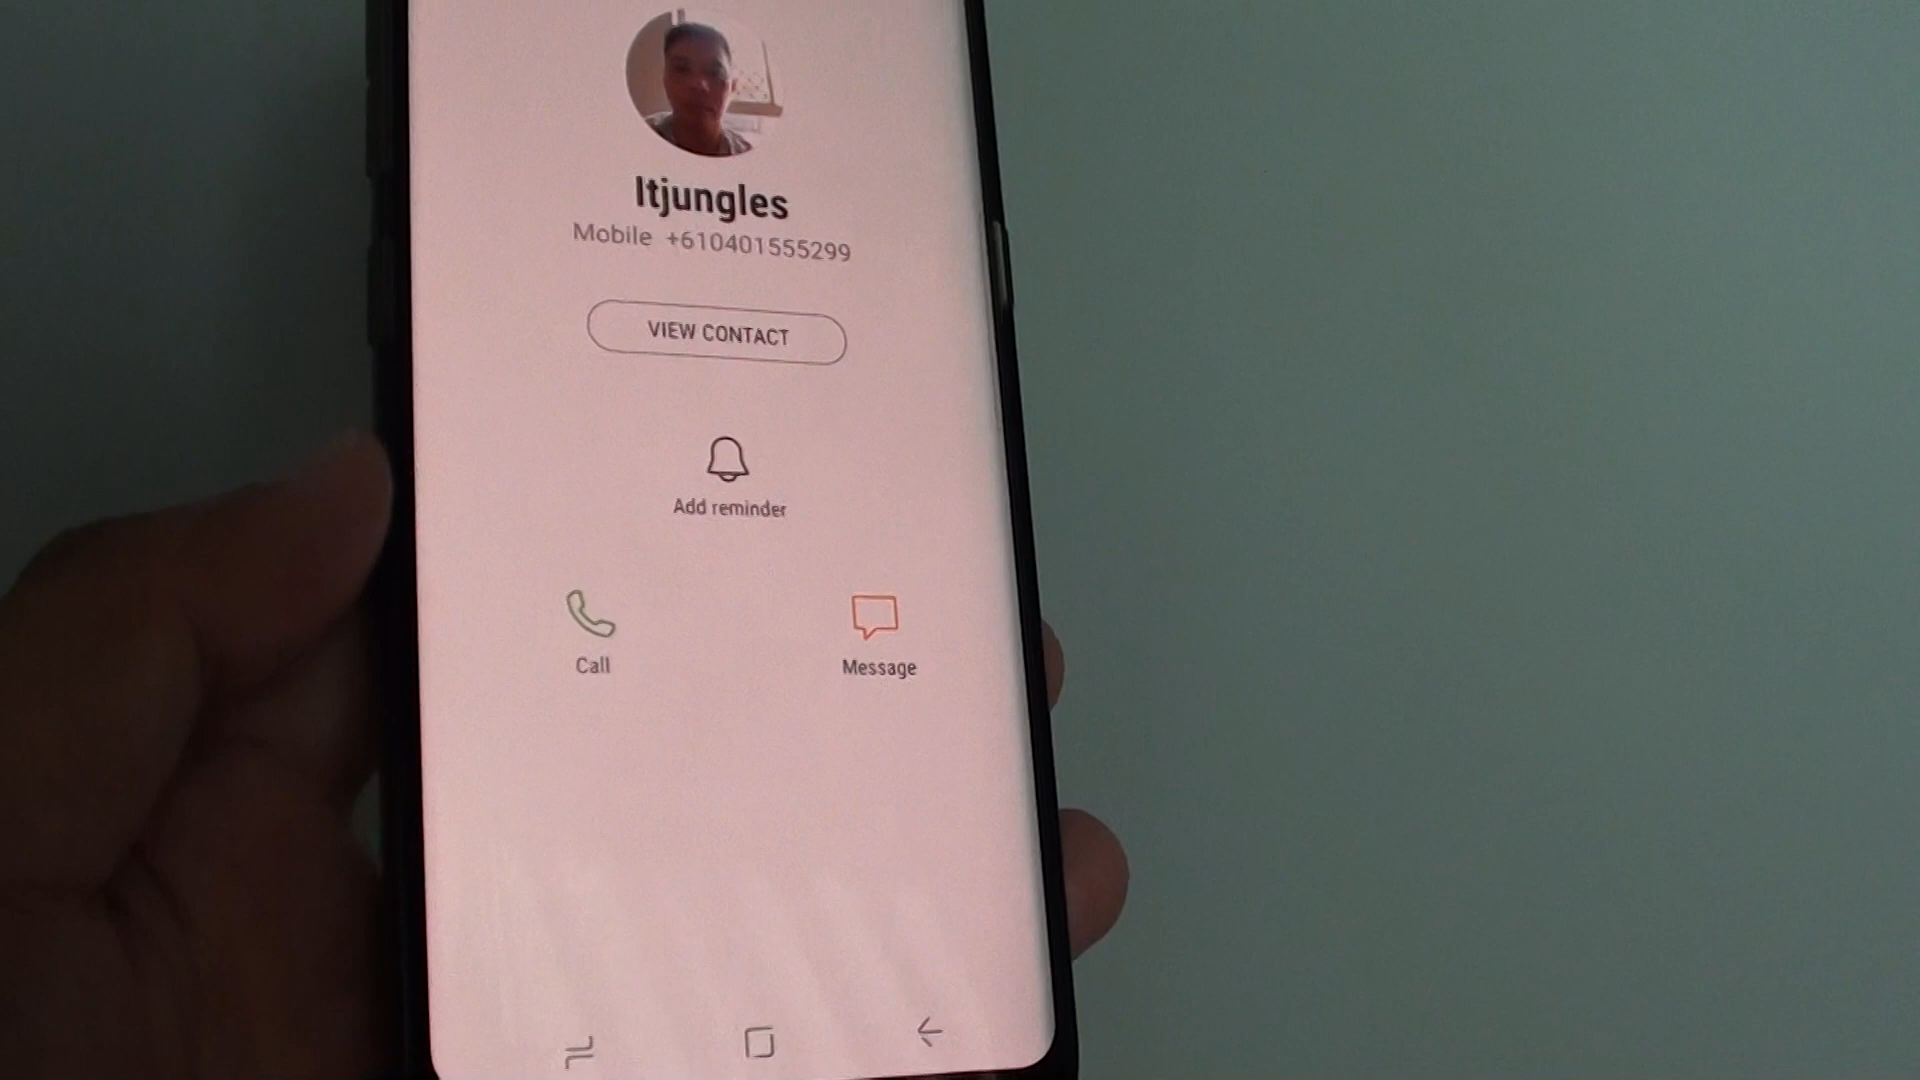 Itjungles
Mobile +610401555299
VIEW CONTACT
Add reminder
Call
Message